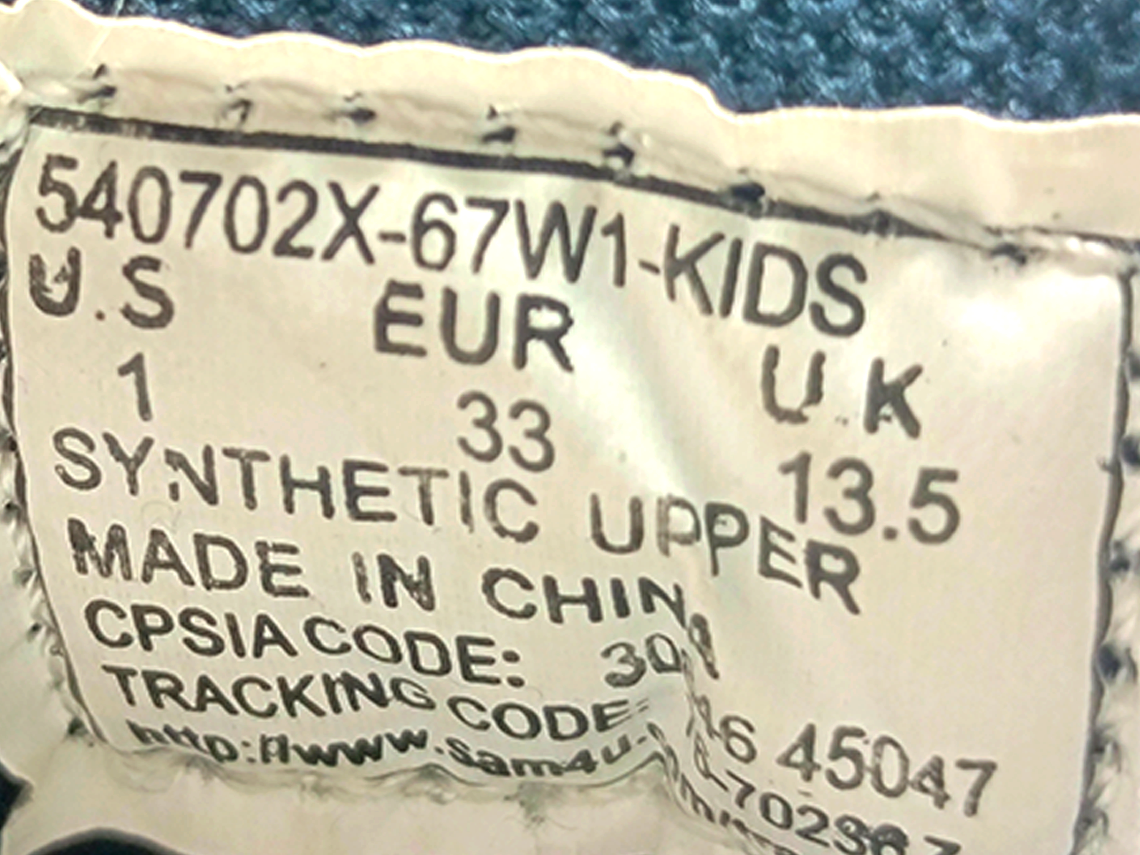 540702X-67W1-KIDS
U.S EUR U.K
1 33 13.5
SYNTHETIC UPPER
MADE IN CHINA
CPSIA CODE: 45047
TRACKING CODE: